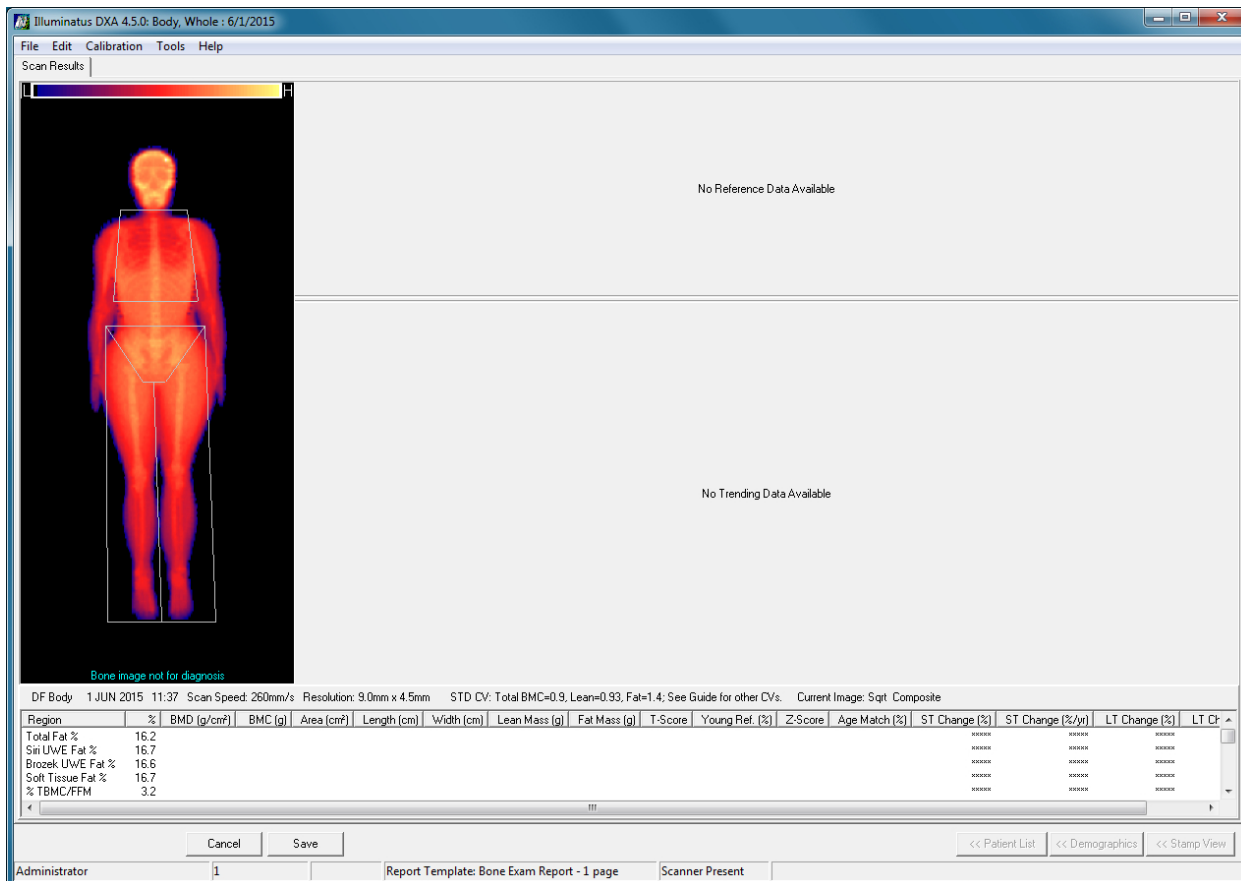 Illuminatus DXA 4.5.0: Body, Whole : 6/1/2015
File Edit Calibration Tools Help
Scan Results
L H
No Reference Data Available
No Trending Data Available
Bone image not for diagnosis
DF Body 1 JUN 2015 11:37 Scan Speed: 260mm/s Resolution: 9.0mm x 4.5mm STD CV: Total BMC=0.9, Lean=0.93, Fat=1.4; See Guide for other CVs. Current Image: Sqrt Composite
Region % BMD (g/cm²) BMC (g) Area (cm²) Length (cm) Width (cm) Lean Mass (g) Fat Mass (g) T-Score Young Ref. (%) Z-Score Age Match (%) ST Change (%) ST Change (%/yr) LT Change (%) LT Ch
Total Fat % 16.2 ***** ***** *****
Siri UWE Fat % 16.7 ***** ***** *****
Brozek UWE Fat % 16.6 ***** ***** *****
Soft Tissue Fat % 16.7 ***** ***** *****
% TBMC/FFM 3.2 ***** ***** *****
Cancel Save << Patient List << Demographics << Stamp View
Administrator 1 Report Template: Bone Exam Report - 1 page Scanner Present